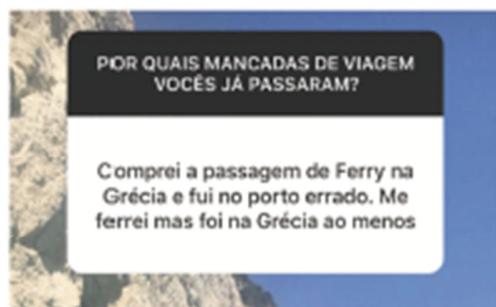 POR QUAIS MANCADAS DE VIAGEM
VOCÊS JÁ PASSARAM?
Comprei a passagem de Ferry na
Grécia e fui no porto errado. Me
ferrei mas foi na Grécia ao menos